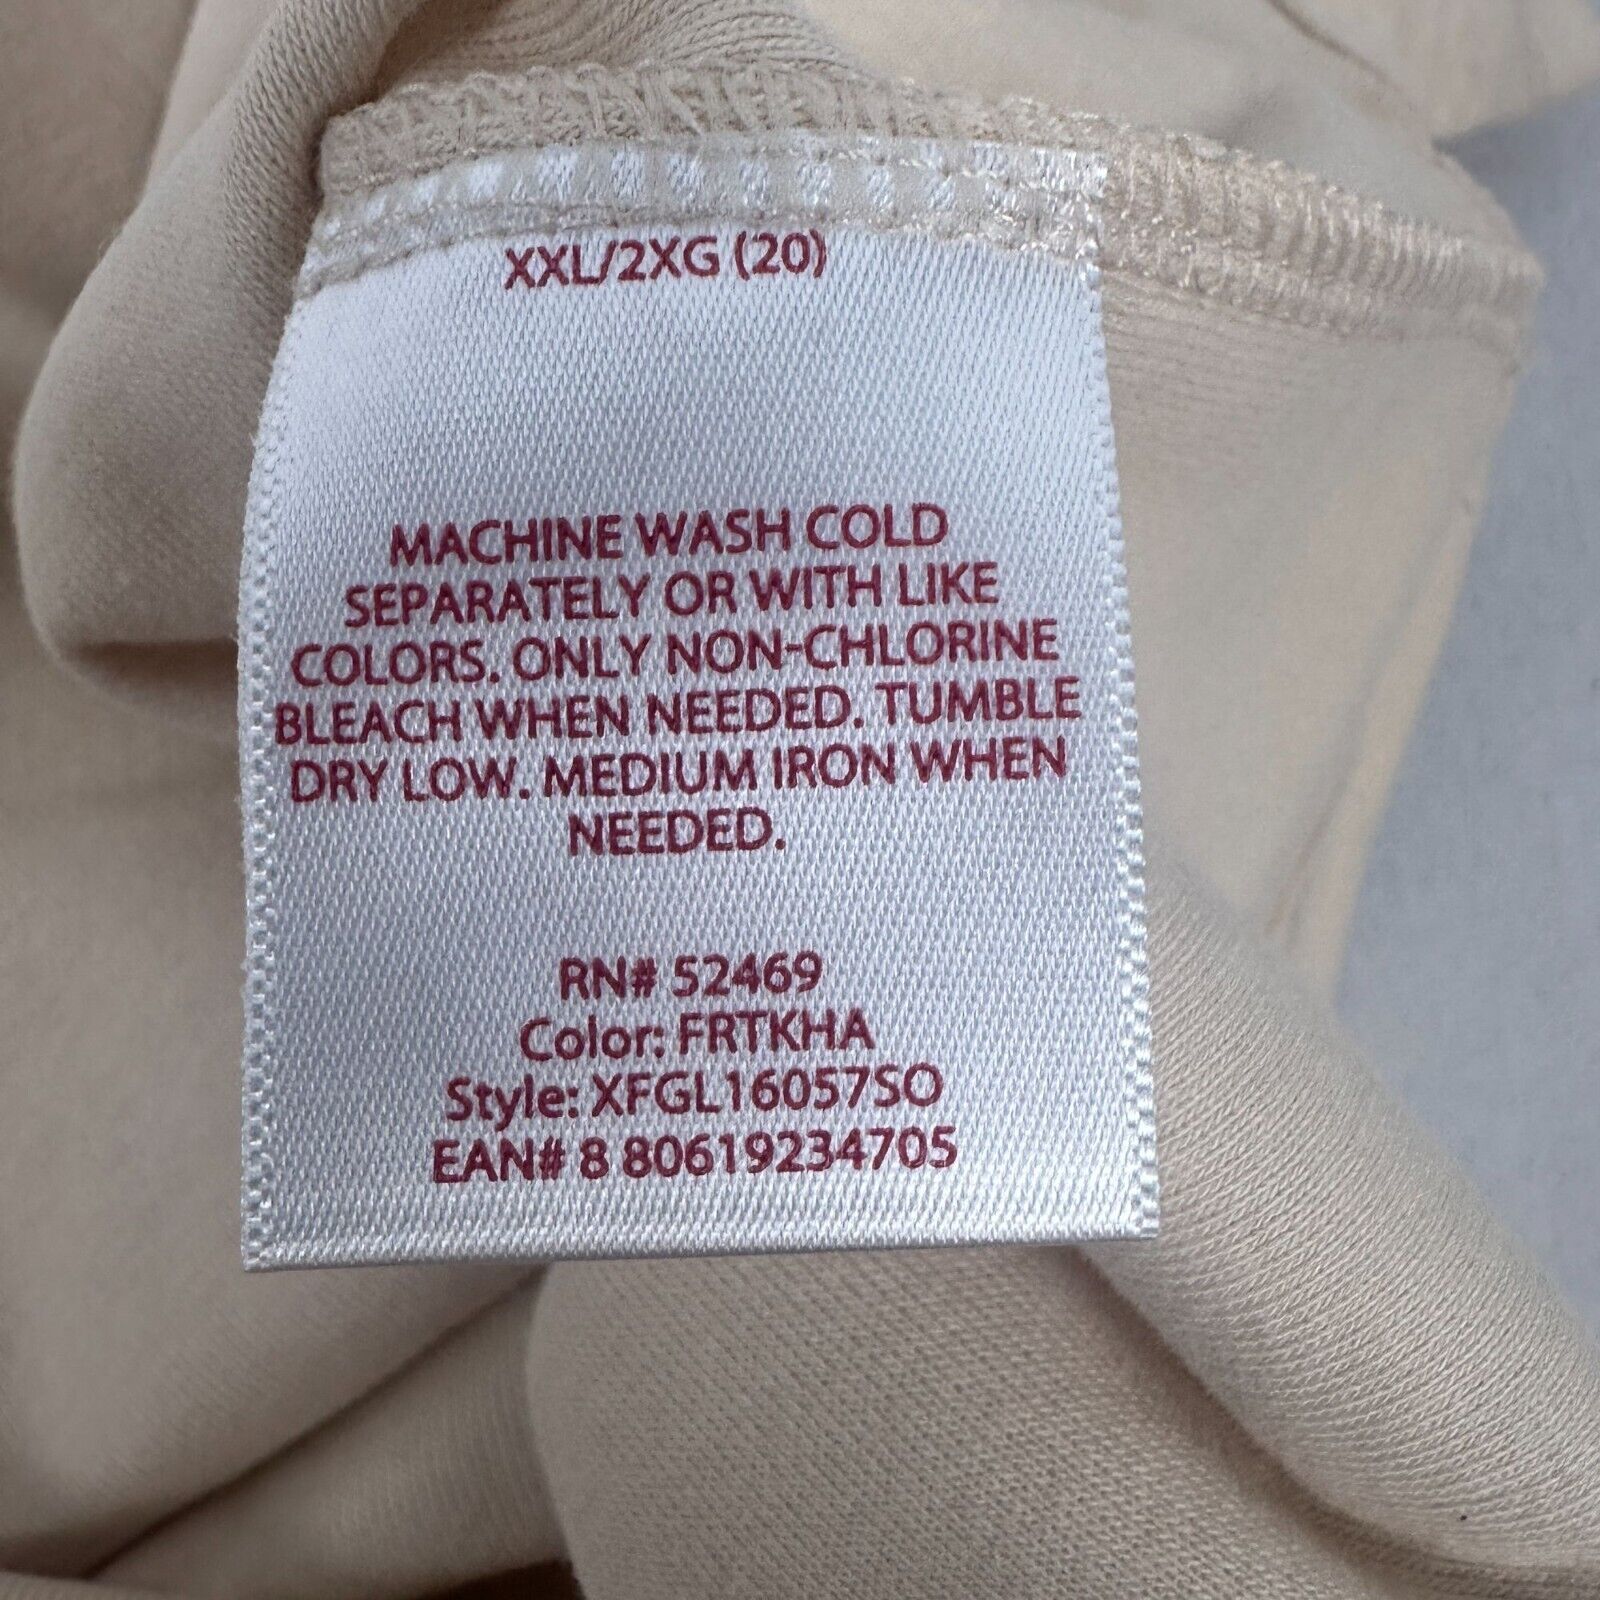 XXL/2XG (20)
MACHINE WASH COLD
SEPARATELY OR WITH LIKE
COLORS. ONLY NON-CHLORINE
BLEACH WHEN NEEDED. TUMBLE
DRY LOW. MEDIUM IRON WHEN
NEEDED.
RN# 52469
Color: FRTKHA
Style: XFGL16057SO
EAN# 8 80619234705